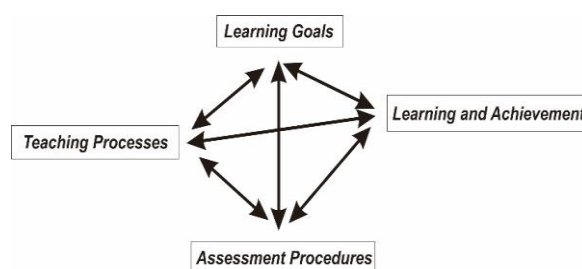 Learning Goals
Learning and Achievement
Teaching Processes
Assessment Procedures